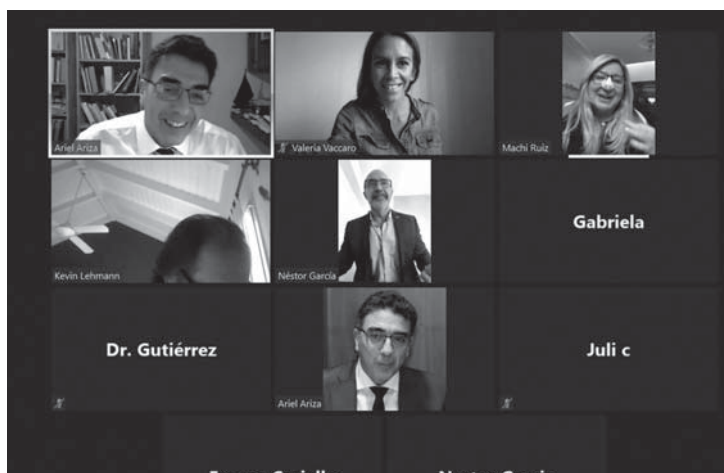 Ariel Ariza
Valeria Vaccaro
Machi Ruiz
Kevin Lehmann
Néstor García
Gabriela
Dr. Gutiérrez
Ariel Ariza
Juli c